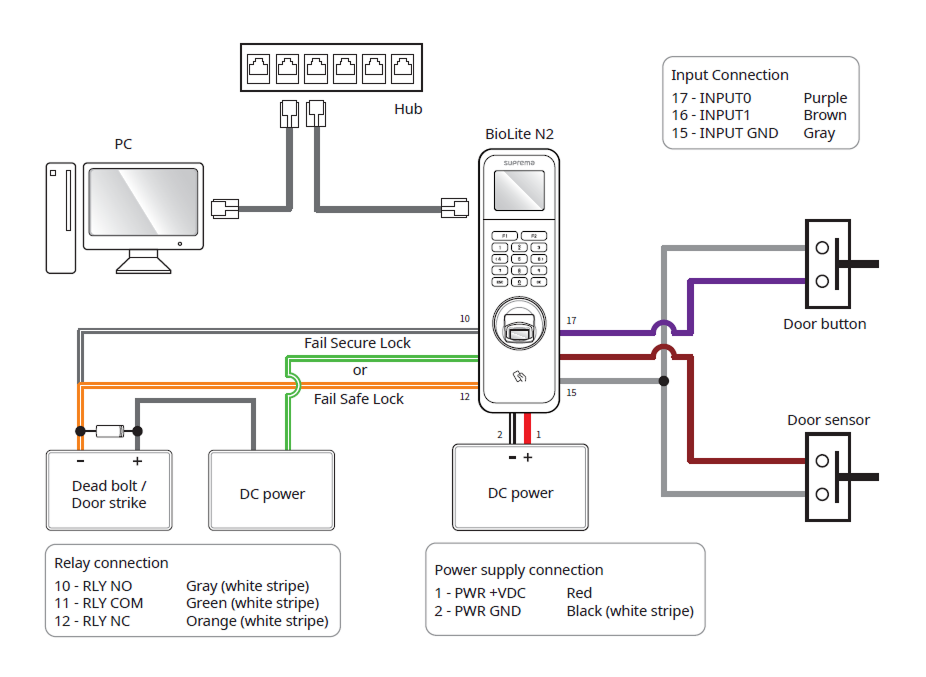 Hub
PC
BioLite N2
suprema
F1 F2
Input Connection
17 - INPUT0 Purple
16 - INPUT1 Brown
15 - INPUT GND Gray
Door button
10
17
Fail Secure Lock
or
Fail Safe Lock
12
15
Door sensor
2
1
- +
Dead bolt /
Door strike
DC power
- +
DC power
Relay connection
10 - RLY NO Gray (white stripe)
11 - RLY COM Green (white stripe)
12 - RLY NC Orange (white stripe)
Power supply connection
1 - PWR +VDC Red
2 - PWR GND Black (white stripe)